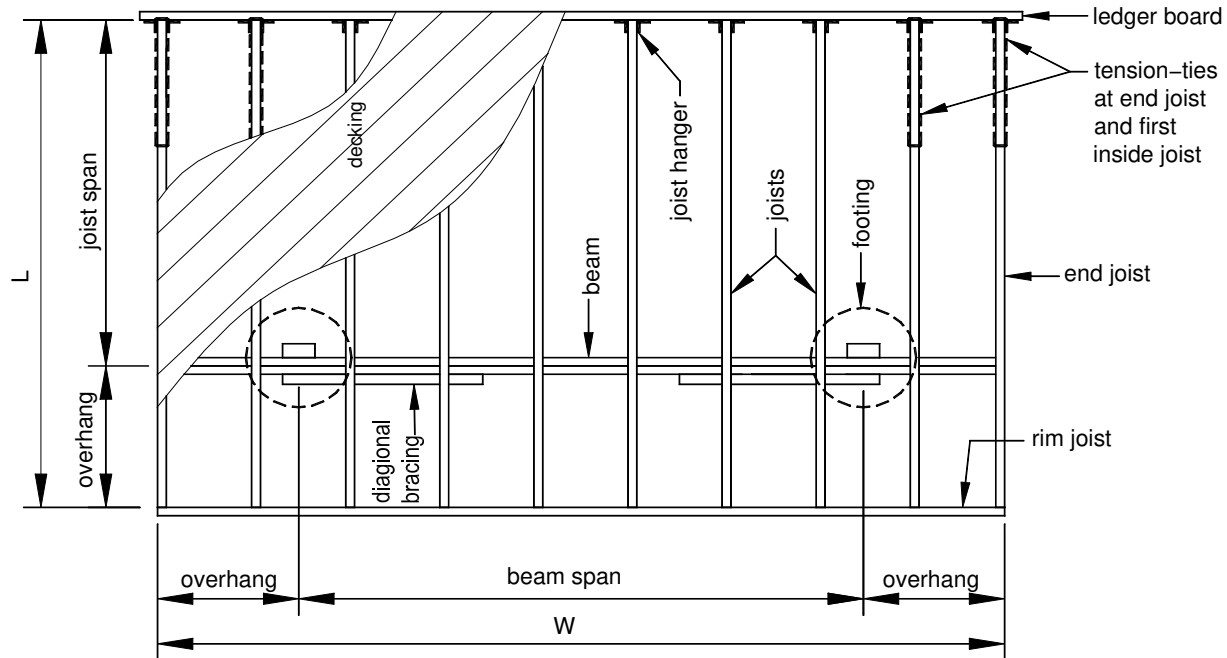 ledger board
tension–ties
at end joist
and first
inside joist
decking
joist hanger
joists
footing
joist span
L
beam
end joist
overhang
diagional
bracing
rim joist
overhang
beam span
overhang
W